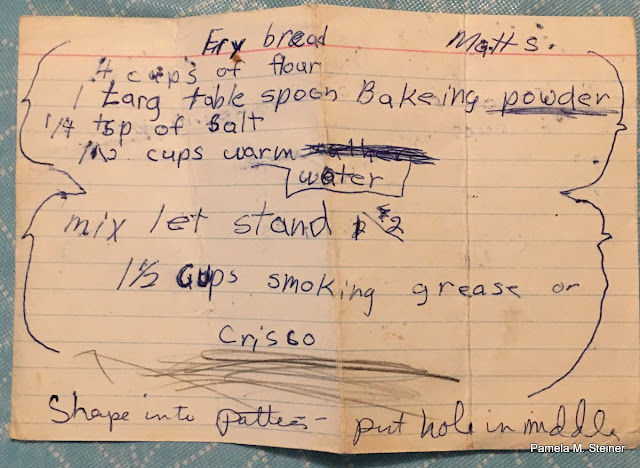 Fry bread Matts.
4 cups of flour
1 Larg table spoon Bakeing powder
1/4 tsp of Salt
1½ cups warm
water
mix let stand
1½ Cups smoking grease or
Crisco
Shape into patties - put hole in middle
Pamela M. Steiner